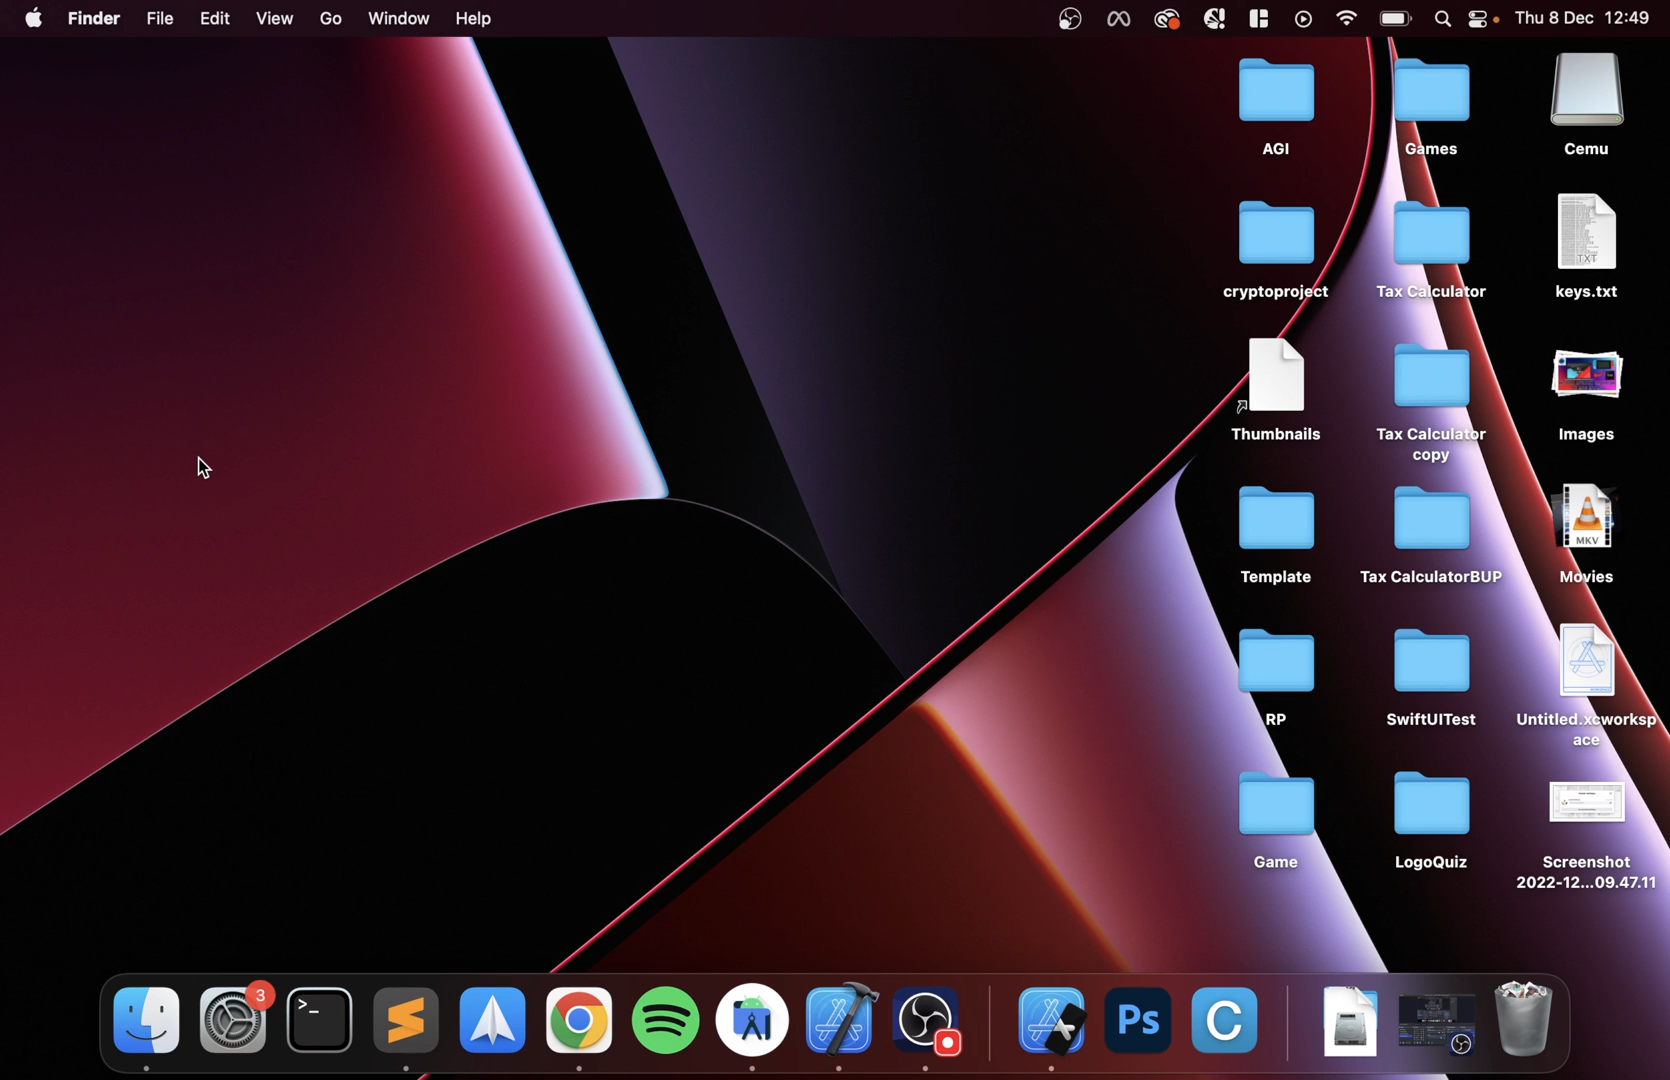 Finder File Edit View Go Window Help Thu 8 Dec 12:49
AGI Games Cemu
TXT
cryptoproject Tax Calculator keys.txt
Thumbnails Tax Calculator copy Images
MKV
Template Tax CalculatorBUP Movies
RP SwiftUITest Untitled.xcworksp
ace
Game LogoQuiz Screenshot
2022-12...09.47.11
3
>_
Ps
C